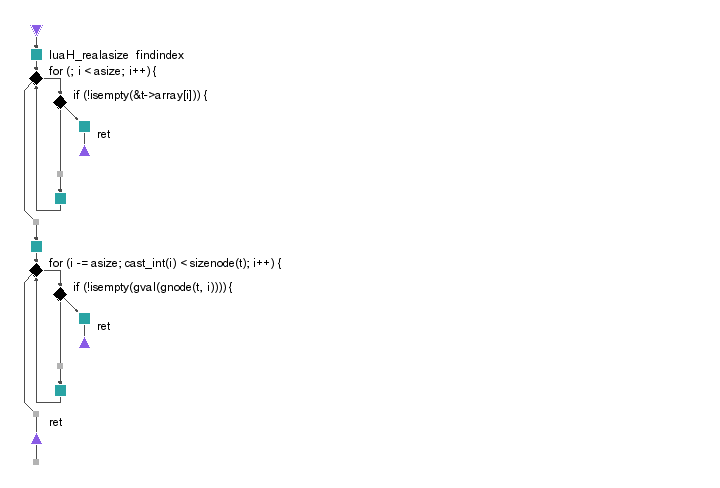 luaH_realasize findindex
for (; i < asize; i++) {
if (!isempty(&t->array[i])) {
ret
for (i -= asize; cast_int(i) < sizenode(t); i++) {
if (!isempty(gval(gnode(t, i)))) {
ret
ret